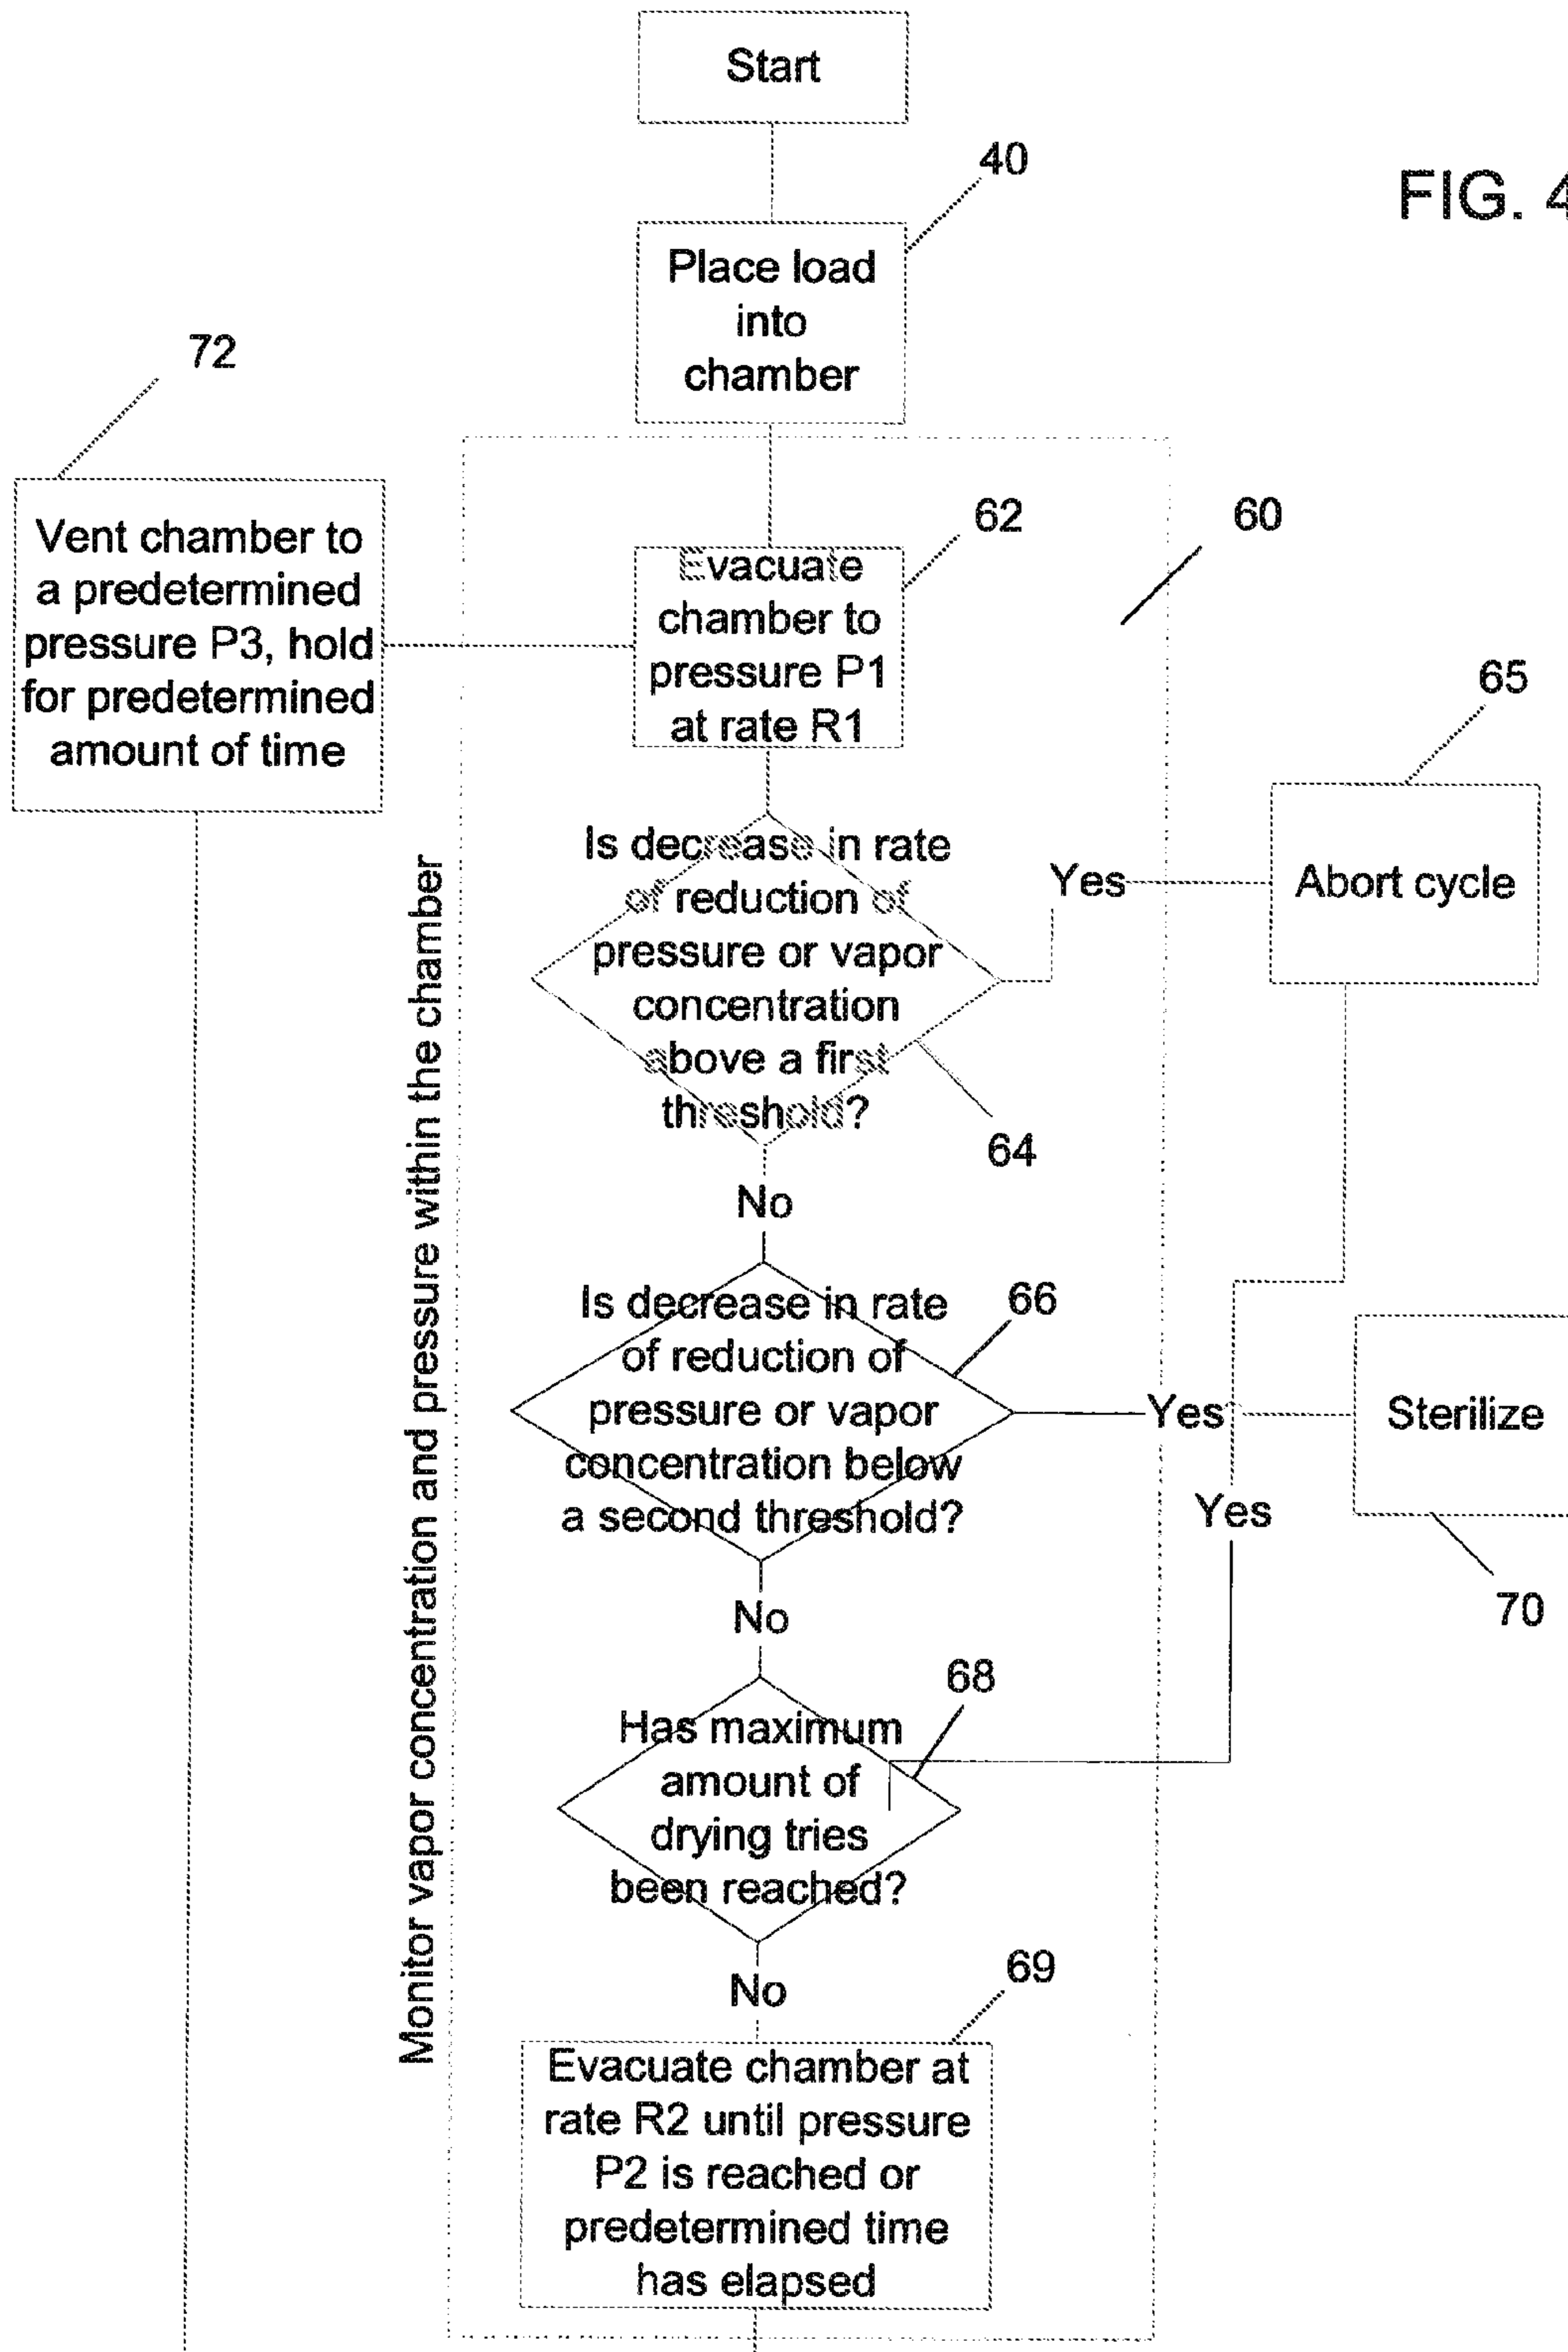 Start
40
FIG. 4
Place load
into
chamber
72
Vent chamber to
a predetermined
pressure P3, hold
for predetermined
amount of time
62
60
Evacuate
chamber to
pressure P1
at rate R1
65
Abort cycle
Is decrease in rate
of reduction of
pressure or vapor
concentration
above a first
threshold?
Yes
64
No
Monitor vapor concentration and pressure within the chamber
Is decrease in rate
of reduction of
pressure or vapor
concentration below
a second threshold?
66
Yes
Sterilize
Yes
70
No
68
Has maximum
amount of
drying tries
been reached?
No
69
Evacuate chamber at
rate R2 until pressure
P2 is reached or
predetermined time
has elapsed